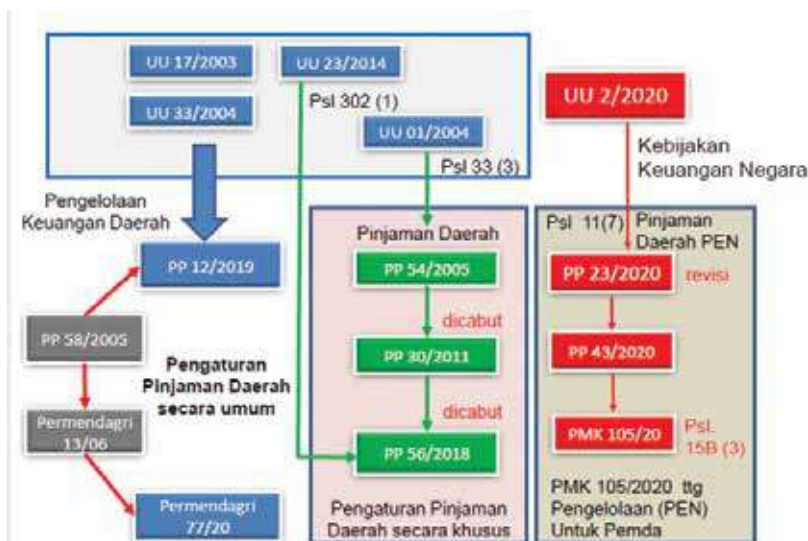 UU 17/2003
UU 23/2014
UU 33/2004
Psl 302 (1)
UU 01/2004
Psl 33 (3)
UU 2/2020
Kebijakan
Keuangan Negara
Pengelolaan
Keuangan Daerah
PP 12/2019
PP 58/2005
Permendagri
13/06
Permendagri
77/20
Pengaturan
Pinjaman Daerah
secara umum
Pinjaman Daerah
PP 54/2005
dicabut
PP 30/2011
dicabut
PP 56/2018
Pengaturan Pinjaman
Daerah secara khusus
Psl 11(7)
Pinjaman
Daerah PEN
PP 23/2020
revisi
PP 43/2020
PMK 105/20
Psl.
15B (3)
PMK 105/2020 ttg
Pengelolaan (PEN)
Untuk Pemda